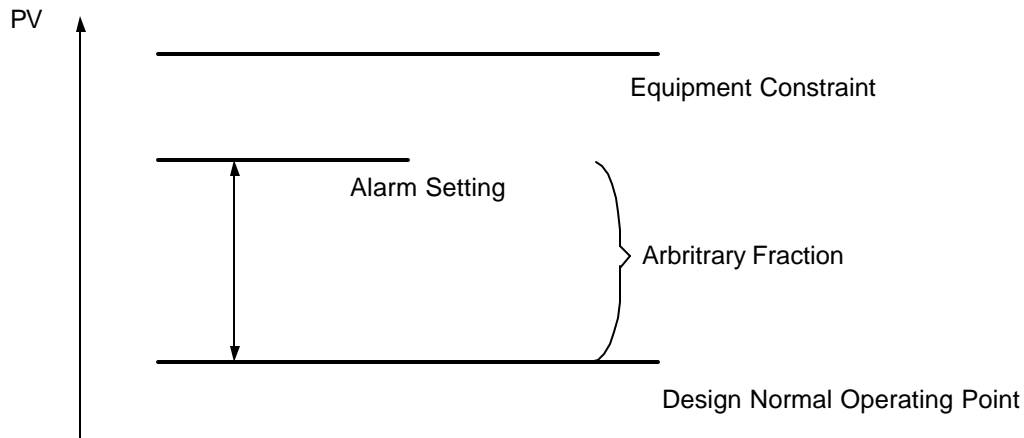 PV
Equipment Constraint
Alarm Setting
Arbritrary Fraction
Design Normal Operating Point